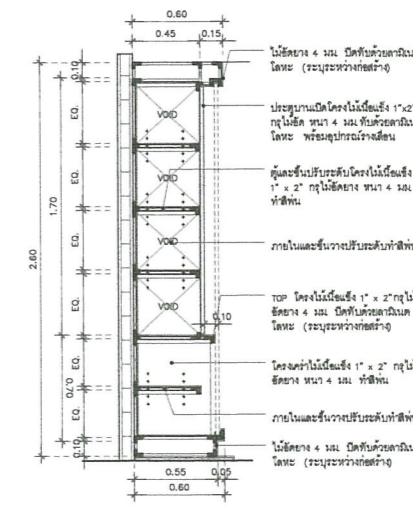 0.60
0.45 0.15
ไม้อัดยาง 4 มม. ปิดทับด้วยลามิเน
โลหะ (ระบุระหว่างก่อสร้าง)
0.10
ประตูบานเปิดโครงไม้เนื้อแข็ง 1"x2"
กรุไม้อัด หนา 4 มม. ทับด้วยลามิเน
โลหะ พร้อมอุปกรณ์รางเลื่อน
VOID
EQ.
ตู้และชั้นปรับระดับโครงไม้เนื้อแข็ง
1" x 2" กรุไม้อัดยาง หนา 4 มม.
ทำสีพ่น
VOID
EQ.
1.70
2.60
ภายในและชั้นวางปรับระดับทำสีพ่น
VOID
EQ.
TOP โครงไม้เนื้อแข็ง 1" x 2" กรุไม้
อัดยาง 4 มม. ปิดทับด้วยลามิเนต
โลหะ (ระบุระหว่างก่อสร้าง)
VOID
EQ.
0.10
โครงเคร่าไม้เนื้อแข็ง 1" x 2" กรุไม้
อัดยาง หนา 4 มม. ทำสีพ่น
EQ.
0.70
ภายในและชั้นวางปรับระดับทำสีพ่น
EQ.
ไม้อัดยาง 4 มม. ปิดทับด้วยลามิเน
โลหะ (ระบุระหว่างก่อสร้าง)
0.10
0.55 0.05
0.60